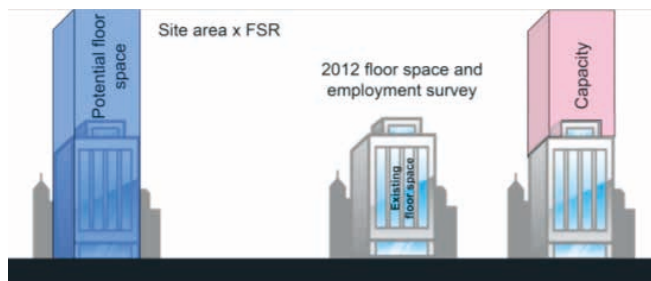 Potential floor
space
Site area x FSR
2012 floor space and
employment survey
Existing
floor space
Capacity